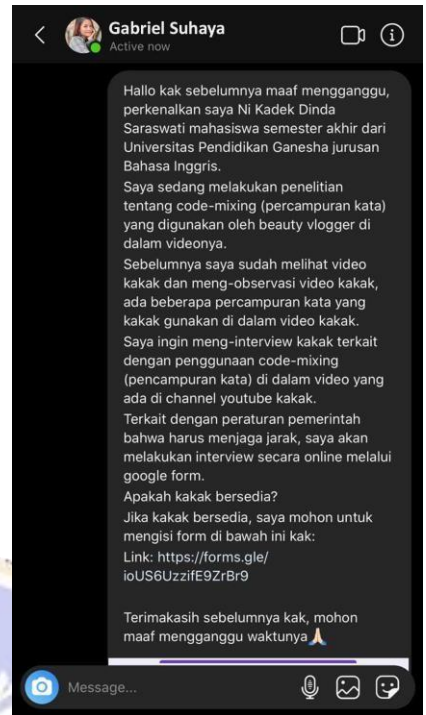 Gabriel Suhaya
Active now
Hallo kak sebelumnya maaf mengganggu,
perkenalkan saya Ni Kadek Dinda
Saraswati mahasiswa semester akhir dari
Universitas Pendidikan Ganesha jurusan
Bahasa Inggris.
Saya sedang melakukan penelitian
tentang code-mixing (percampuran kata)
yang digunakan oleh beauty vlogger di
dalam videonya.
Sebelumnya saya sudah melihat video
kakak dan meng-observasi video kakak,
ada beberapa percampuran kata yang
kakak gunakan di dalam video kakak.
Saya ingin meng-interview kakak terkait
dengan penggunaan code-mixing
(pencampuran kata) di dalam video yang
ada di channel youtube kakak.
Terkait dengan peraturan pemerintah
bahwa harus menjaga jarak, saya akan
melakukan interview secara online melalui
google form.
Apakah kakak bersedia?
Jika kakak bersedia, saya mohon untuk
mengisi form di bawah ini kak:
Link: https://forms.gle/
ioUS6UzzifE9ZrBr9
Terimakasih sebelumnya kak, mohon
maaf mengganggu waktunya🙏🏻
Message...